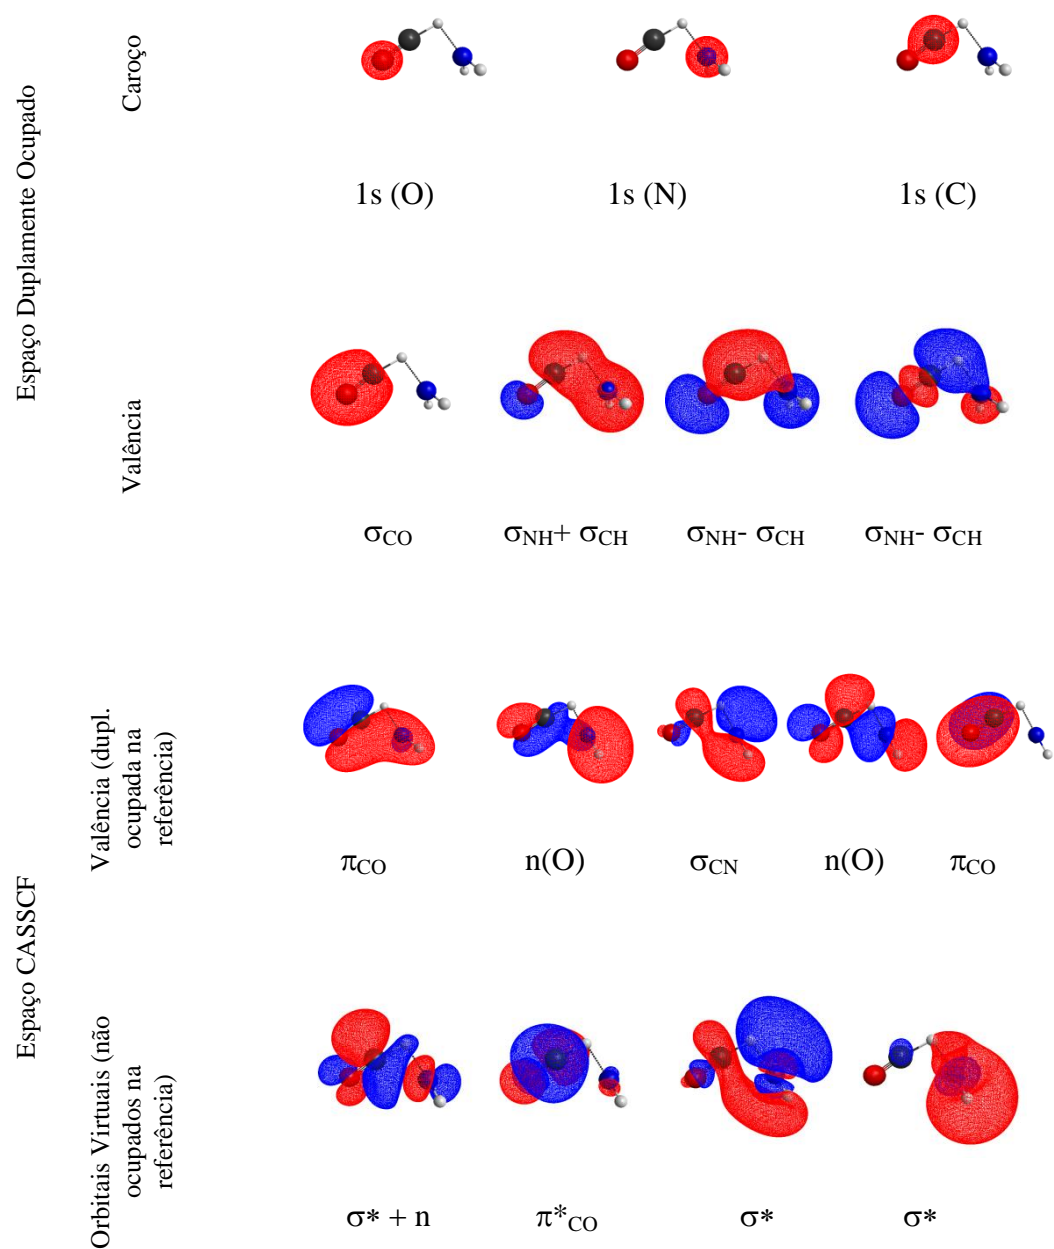 Espaço Duplamente Ocupado
Caroço
1s (O)
1s (N)
1s (C)
Valência
σCO
σNH+ σCH
σNH- σCH
σNH- σCH
Espaço CASSCF
Valência (dupl.
ocupada na
referência)
πCO
n(O)
σCN
n(O)
πCO
Orbitais Virtuais (não
ocupados na
referência)
σ* + n
π*CO
σ*
σ*